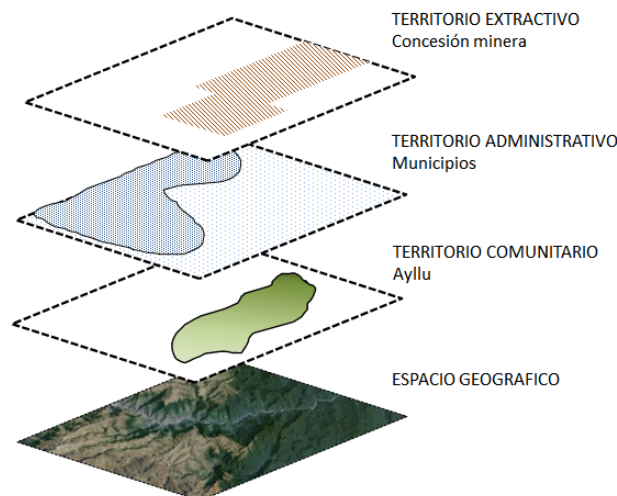 TERRITORIO EXTRACTIVO
Concesión minera
TERRITORIO ADMINISTRATIVO
Municipios
TERRITORIO COMUNITARIO
Ayllu
ESPACIO GEOGRAFICO